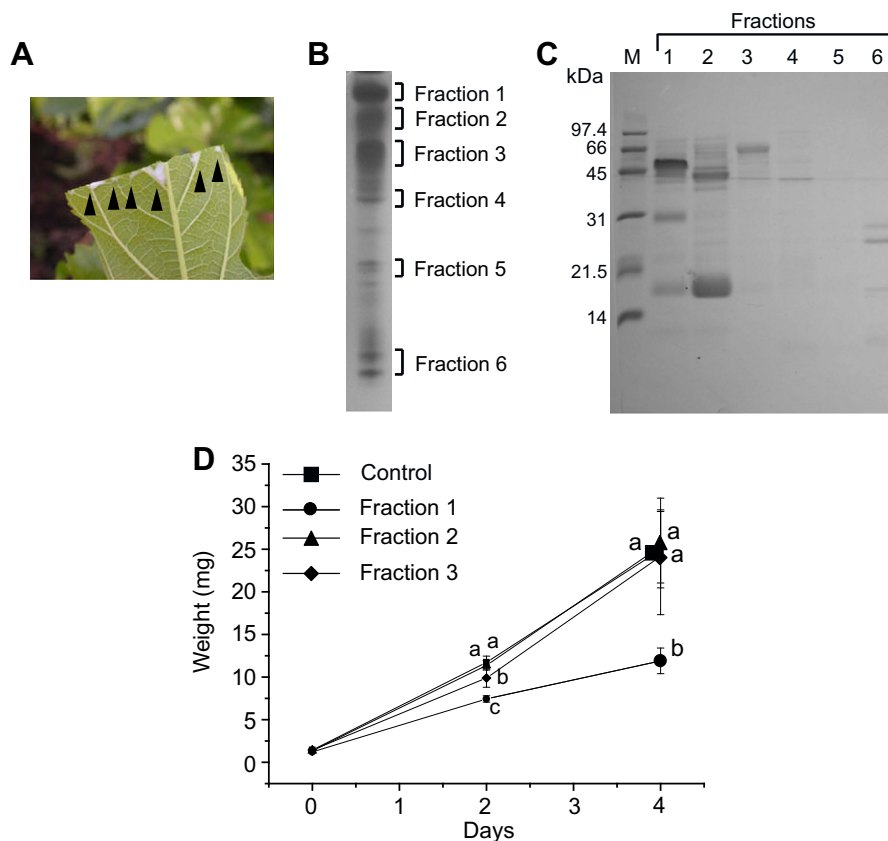 A
B
Fraction 1
Fraction 2
Fraction 3
Fraction 4
Fraction 5
Fraction 6
C
Fractions
M 1 2 3 4 5 6
kDa
97.4
66
45
31
21.5
14
D
Control
Fraction 1
Fraction 2
Fraction 3
Weight (mg)
35
30
25
20
15
10
5
0
a a
b
c
a a
a
b
0 1 2 3 4
Days